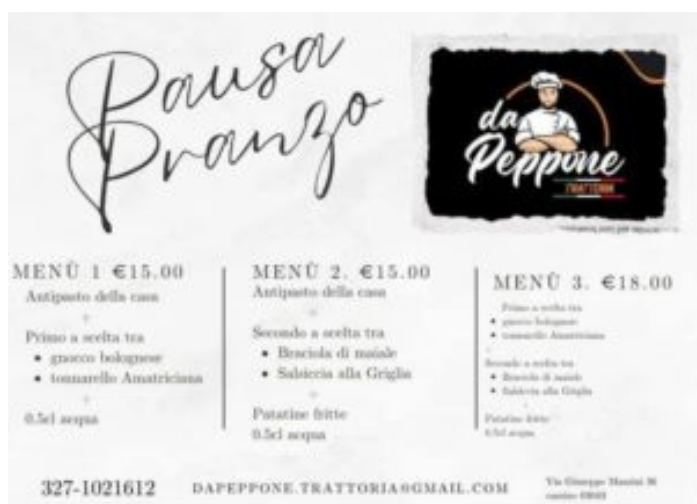 Pausa
Pranzo
da
Peppone
TRATTORIA
MENÙ 1 €15.00
Antipasto della casa
+
Primo a scelta tra
• gnocco bolognese
• tonnarello Amatriciana
+
0.5cl acqua
MENÙ 2. €15.00
Antipasto della casa
+
Secondo a scelta tra
• Braciola di maiale
• Salsiccia alla Griglia
+
Patatine fritte
0.5cl acqua
MENÙ 3. €18.00
Primo a scelta tra
• gnocco bolognese
• tonnarello Amatriciana
+
Secondo a scelta tra
• Braciola di maiale
• Salsiccia alla Griglia
+
Patatine fritte
0.5cl acqua
327-1021612
DAPEPPONE.TRATTORIA@GMAIL.COM
Via Giuseppe